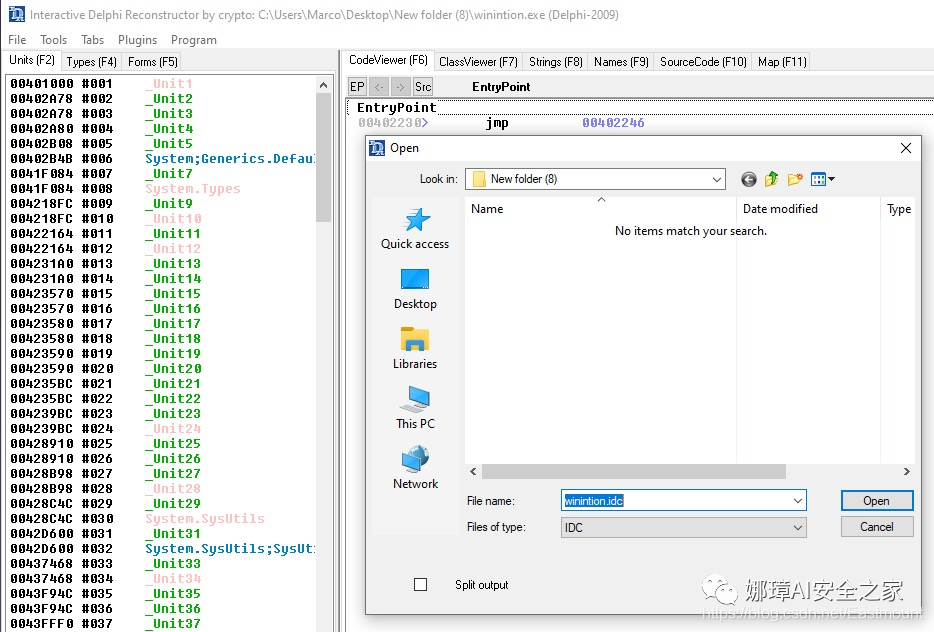 Interactive Delphi Reconstructor by crypto: C:\Users\Marco\Desktop\New folder (8)\winintion.exe (Delphi-2009)
File Tools Tabs Plugins Program
Units (F2) Types (F4) Forms (F5)
CodeViewer (F6) ClassViewer (F7) Strings (F8) Names (F9) SourceCode (F10) Map (F11)
EP <- -> Src EntryPoint
EntryPoint
00402230> jmp 00402246
00401000 #001 _Unit1
00402A78 #002 _Unit2
00402A78 #003 _Unit3
00402A80 #004 _Unit4
00402B08 #005 _Unit5
00402B4B #006 System;Generics.Defau
0041F084 #007 _Unit7
0041F084 #008 System.Types
004218FC #009 _Unit9
004218FC #010 _Unit10
00422164 #011 _Unit11
00422164 #012 _Unit12
004231A0 #013 _Unit13
004231A0 #014 _Unit14
00423570 #015 _Unit15
00423570 #016 _Unit16
00423580 #017 _Unit17
00423580 #018 _Unit18
00423590 #019 _Unit19
00423590 #020 _Unit20
004235BC #021 _Unit21
004235BC #022 _Unit22
004239BC #023 _Unit23
004239BC #024 _Unit24
00428910 #025 _Unit25
00428910 #026 _Unit26
00428B98 #027 _Unit27
00428B98 #028 _Unit28
00428C4C #029 _Unit29
00428C4C #030 System.SysUtils
0042D600 #031 _Unit31
0042D600 #032 System.SysUtils;SysUt
00437468 #033 _Unit33
00437468 #034 _Unit34
0043F94C #035 _Unit35
0043F94C #036 _Unit36
0043FFF0 #037 _Unit37
Open
Look in: New folder (8)
Name Date modified Type
No items match your search.
Quick access
Desktop
Libraries
This PC
Network
File name: winintion.idc Open
Files of type: IDC Cancel
Split output
娜璋AI安全之家
https://blog.csdn.net/Eastmount